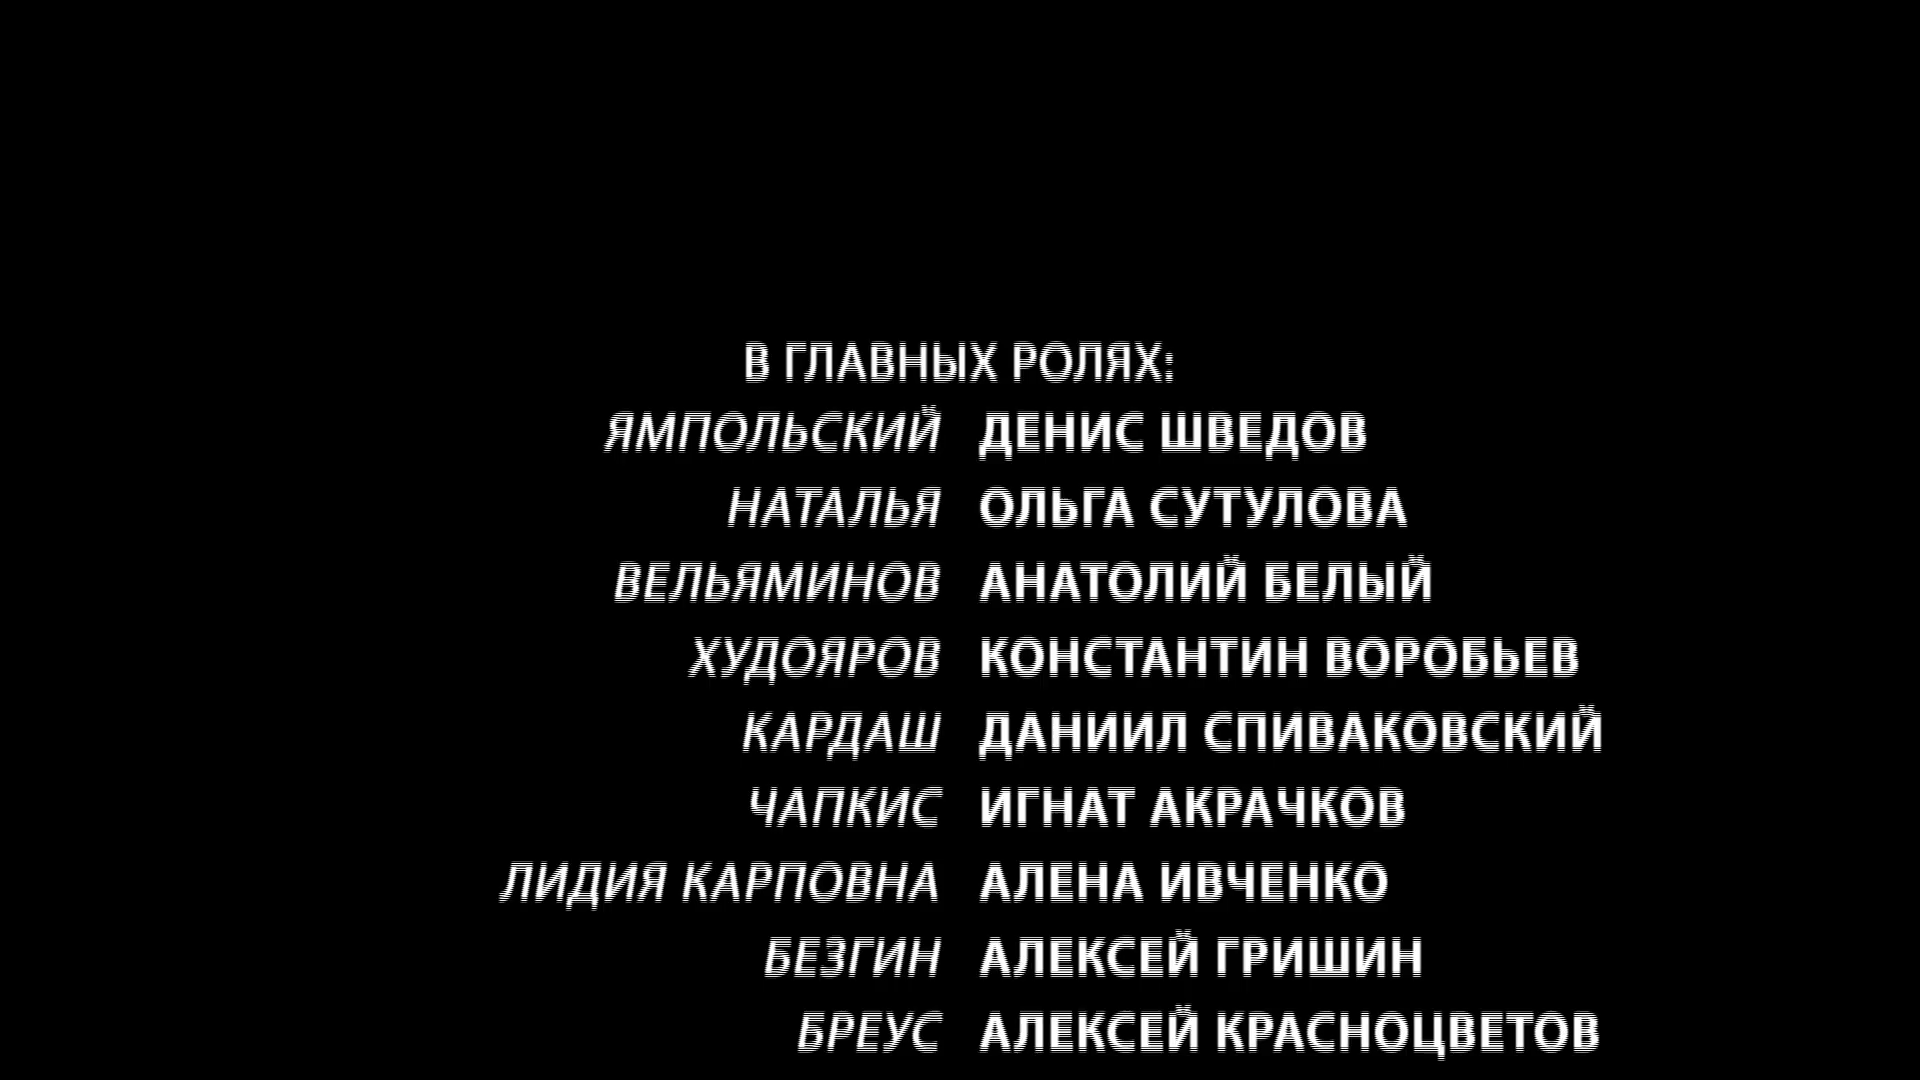 В ГЛАВНЫХ РОЛЯХ:
ЯМПОЛЬСКИЙ ДЕНИС ШВЕДОВ
НАТАЛЬЯ ОЛЬГА СУТУЛОВА
ВЕЛЬЯМИНОВ АНАТОЛИЙ БЕЛЫЙ
ХУДОЯРОВ КОНСТАНТИН ВОРОБЬЕВ
КАРДАШ ДАНИИЛ СПИВАКОВСКИЙ
ЧАПКИС ИГНАТ АКРАЧКОВ
ЛИДИЯ КАРПОВНА АЛЕНА ИВЧЕНКО
БЕЗГИН АЛЕКСЕЙ ГРИШИН
БРЕУС АЛЕКСЕЙ КРАСНОЦВЕТОВ